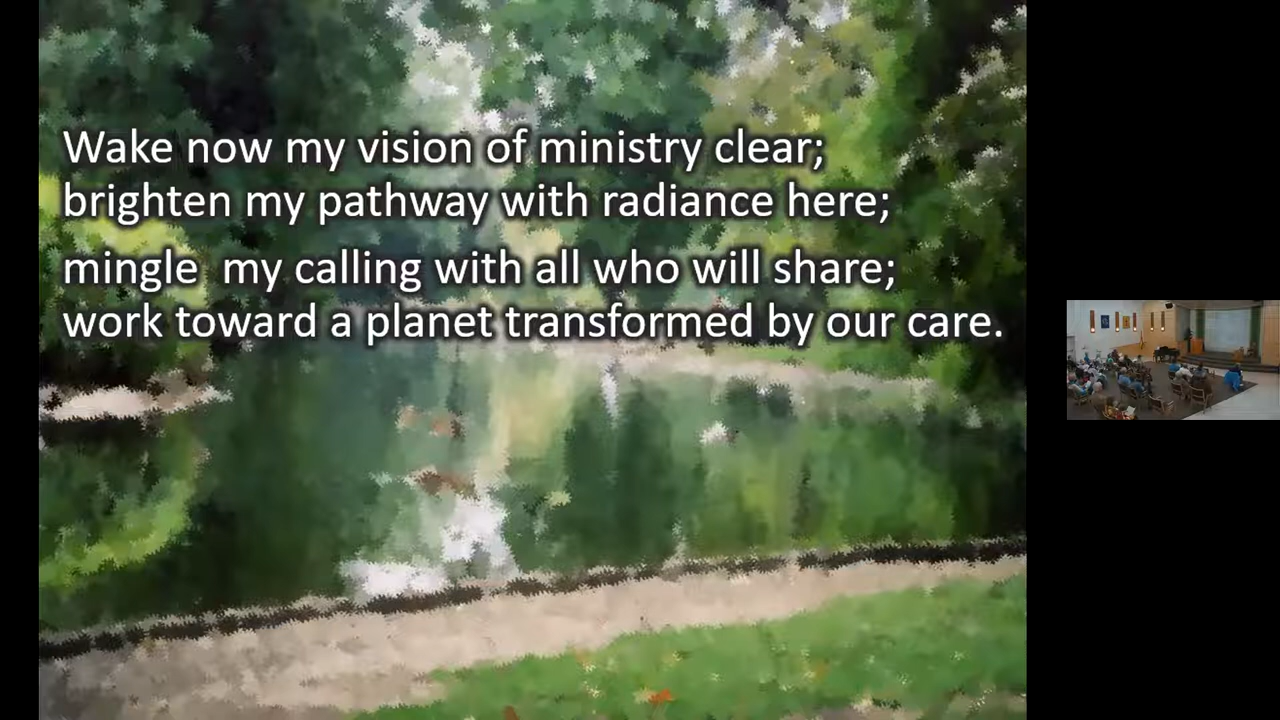 Wake now my vision of ministry clear;
brighten my pathway with radiance here;
mingle  my calling with all who will share;
work toward a planet transformed by our care.